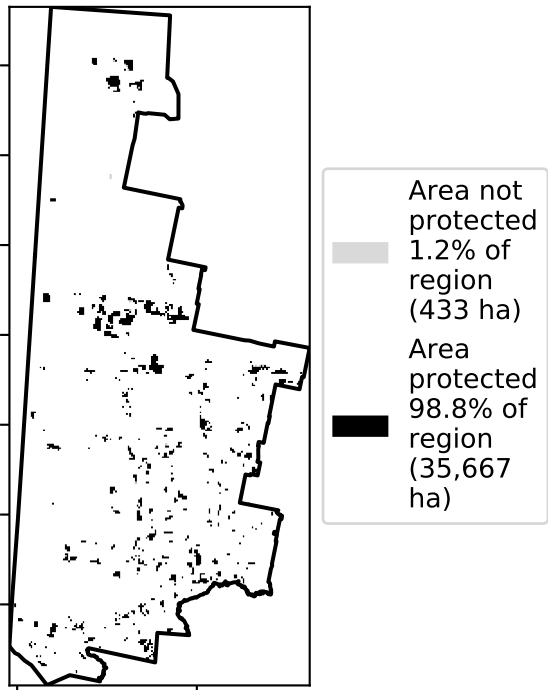 Area not
protected
1.2% of
region
(433 ha)
Area
protected
98.8% of
region
(35,667
ha)